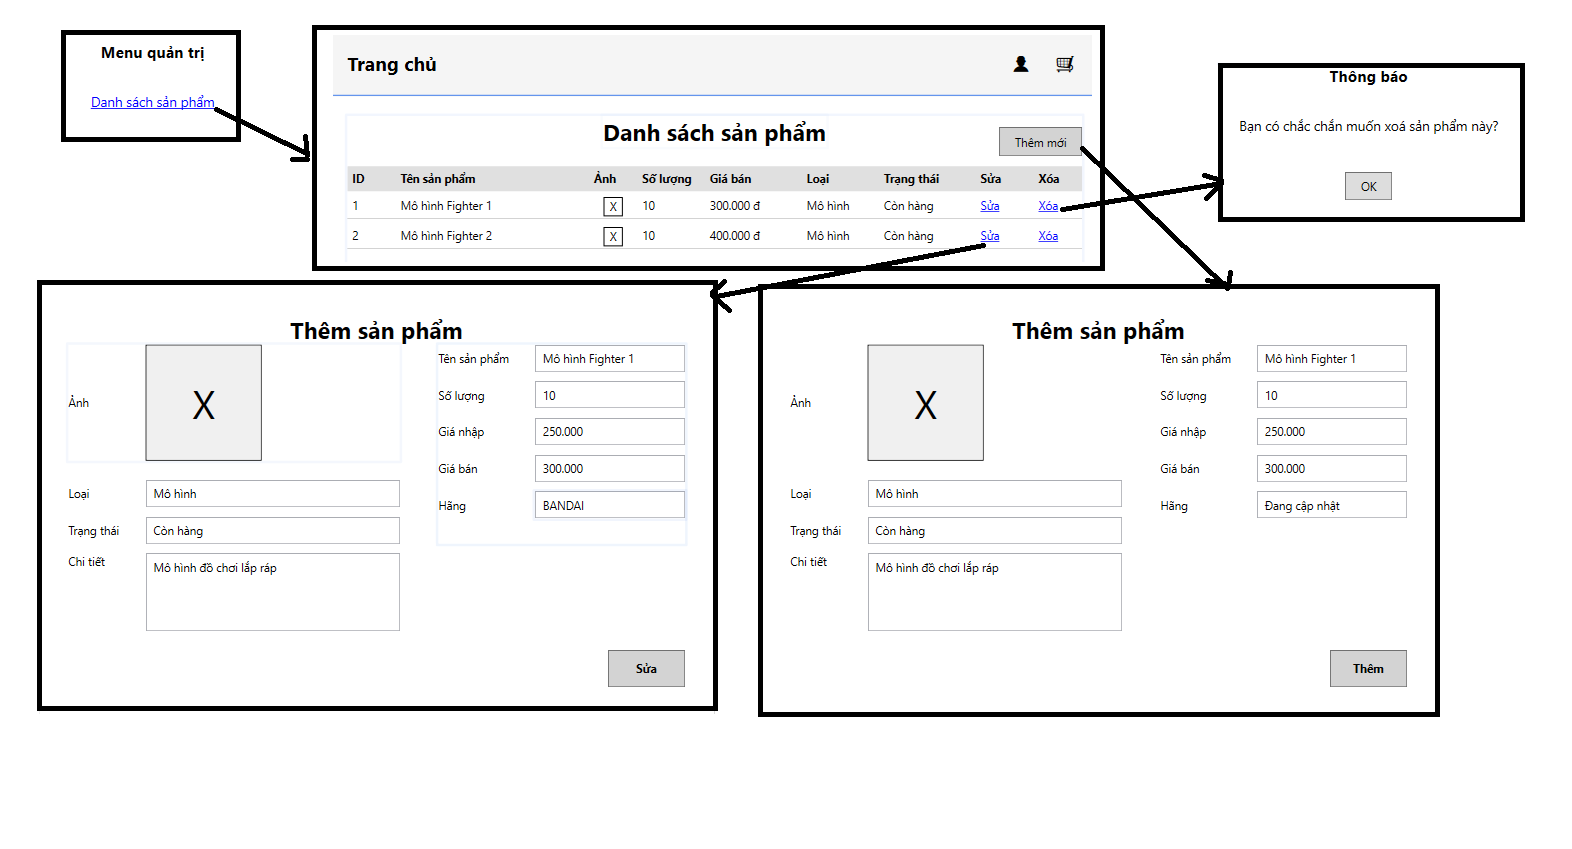 Menu quản trị
Danh sách sản phẩm
Trang chủ
Danh sách sản phẩm
Thêm mới
ID Tên sản phẩm Ảnh Số lượng Giá bán Loại Trạng thái Sửa Xóa
1 Mô hình Fighter 1 X 10 300.000 đ Mô hình Còn hàng Sửa Xóa
2 Mô hình Fighter 2 X 10 400.000 đ Mô hình Còn hàng Sửa Xóa
Thông báo
Bạn có chắc chắn muốn xoá sản phẩm này?
OK
Thêm sản phẩm
Ảnh X
Loại Mô hình
Trạng thái Còn hàng
Chi tiết Mô hình đồ chơi lắp ráp
Tên sản phẩm Mô hình Fighter 1
Số lượng 10
Giá nhập 250.000
Giá bán 300.000
Hãng BANDAI
Sửa
Thêm sản phẩm
Ảnh X
Loại Mô hình
Trạng thái Còn hàng
Chi tiết Mô hình đồ chơi lắp ráp
Tên sản phẩm Mô hình Fighter 1
Số lượng 10
Giá nhập 250.000
Giá bán 300.000
Hãng Đang cập nhật
Thêm